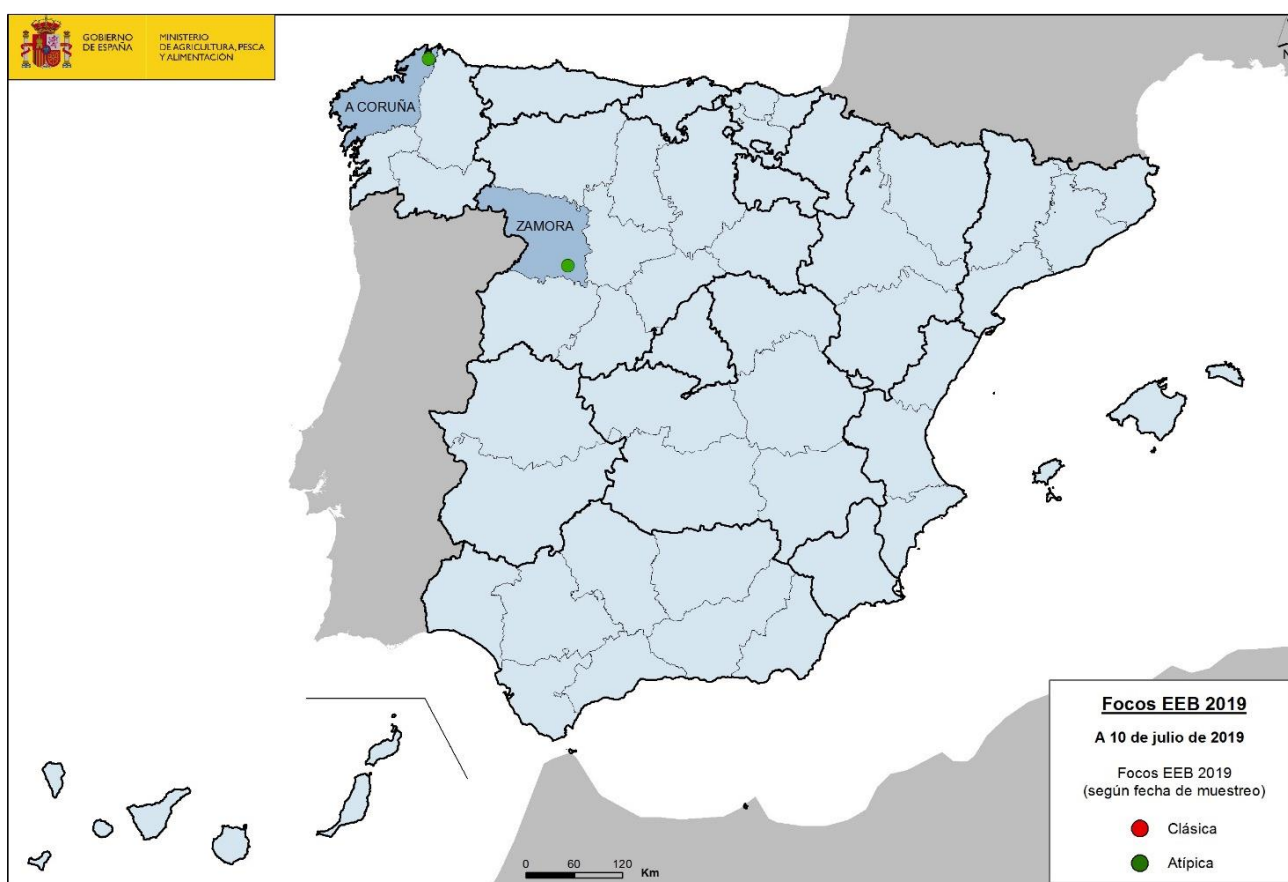 GOBIERNO
DE ESPAÑA
MINISTERIO
DE AGRICULTURA, PESCA
Y ALIMENTACIÓN
N
A CORUÑA
ZAMORA
Focos EEB 2019
A 10 de julio de 2019
Focos EEB 2019
(según fecha de muestreo)
Clásica
Atípica
0 60 120
Km